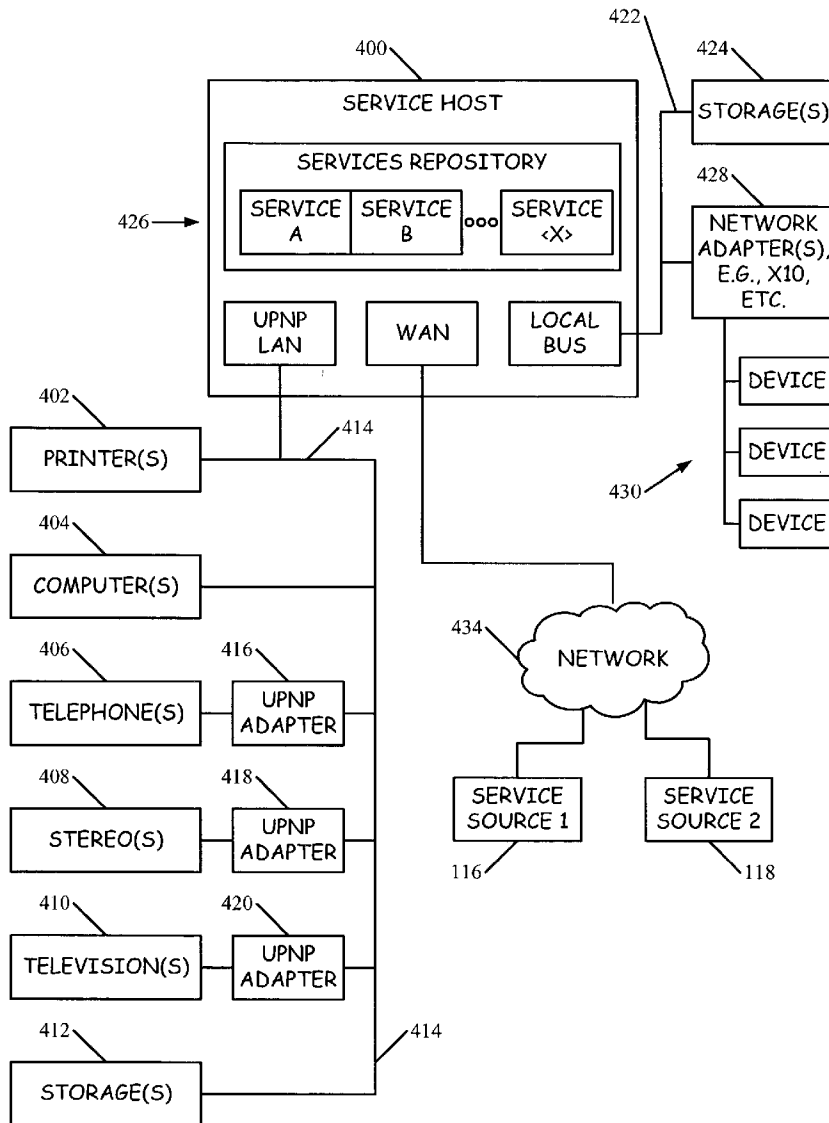 400
422
424
SERVICE HOST
STORAGE(S)
SERVICES REPOSITORY
428
426
SERVICE
A
SERVICE
B
SERVICE
<X>
NETWORK
ADAPTER(S),
E.G., X10,
ETC.
UPNP
LAN
WAN
LOCAL
BUS
DEVICE
402
414
PRINTER(S)
DEVICE
430
DEVICE
404
COMPUTER(S)
434
NETWORK
406
416
TELEPHONE(S)
UPNP
ADAPTER
408
418
SERVICE
SOURCE 1
SERVICE
SOURCE 2
STEREO(S)
UPNP
ADAPTER
116
118
410
420
TELEVISION(S)
UPNP
ADAPTER
412
414
STORAGE(S)